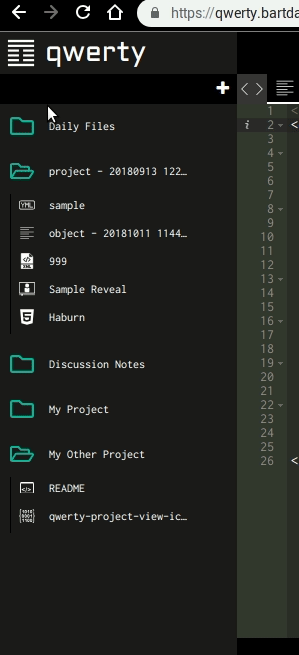 https://qwerty.bartda
qwerty
Daily Files
project - 20180913 122…
YML sample
object - 20181011 1144…
999
Sample Reveal
Haburn
Discussion Notes
My Project
My Other Project
README
qwerty-project-view-ic…
1 <
i 2 <
3
4
5
6
7
8
9
10
11
12
13
14
15
16
17
18
19
20
21
22
23
24
25
26 <